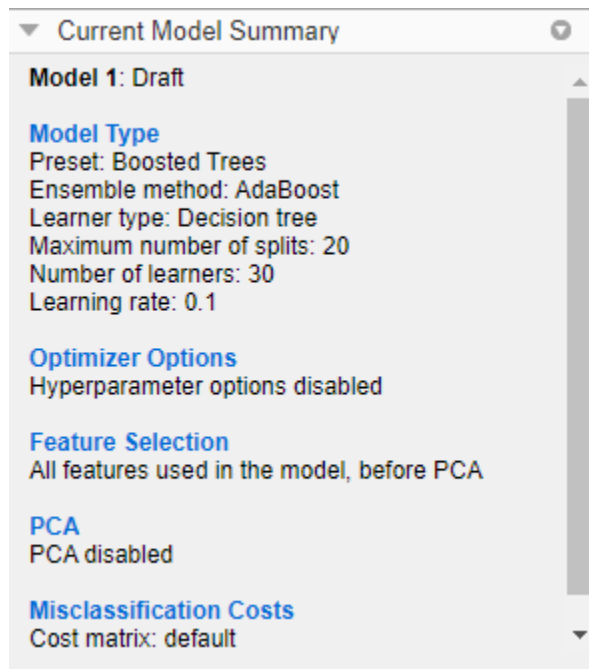 Current Model Summary
Model 1: Draft
Model Type
Preset: Boosted Trees
Ensemble method: AdaBoost
Learner type: Decision tree
Maximum number of splits: 20
Number of learners: 30
Learning rate: 0.1
Optimizer Options
Hyperparameter options disabled
Feature Selection
All features used in the model, before PCA
PCA
PCA disabled
Misclassification Costs
Cost matrix: default